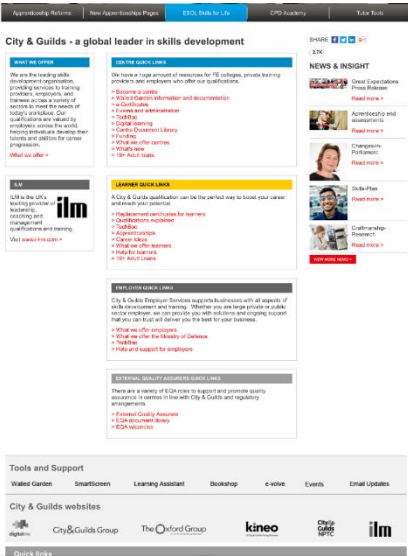 Apprenticeship Reforms
New Apprenticeships Pages
ESOL Skills for Life
CPD Academy
Tutor Tools
City & Guilds - a global leader in skills development
WHAT WE OFFER
We are the leading skills
development organisation,
providing services to training
providers, employers, and
trainees across a variety of
sectors to meet the needs of
today's workplace. Our
qualifications are valued by
employers across the world,
helping individuals develop their
talents and abilities for career
progression.
What we offer >
ILM
ILM is the UK's
leading provider of
leadership,
coaching and
management
qualifications and training.
ilm
Visit www.i-l-m.com >
CENTRE QUICK LINKS
We have a huge amount of resources for FE colleges, private training
providers and employers who offer our qualifications.
> Become a centre
> Walled Garden information and documentation
> e-Certificates
> Exams and administration
> TechBac
> Digital learning
> Centre Document Library
> Funding
> What we offer centres
> What's new
> 19+ Adult loans
LEARNER QUICK LINKS
A City & Guilds qualification can be the perfect way to boost your career
and reach your potential.
> Replacement certificates for learners
> Qualifications explained
> TechBac
> Apprenticeships
> Career Ideas
> What we offer learners
> Help for learners
> 19+ Adult Loans
EMPLOYER QUICK LINKS
City & Guilds Employer Services supports businesses with all aspects of
skills development and training. Whether you are large private or public
sector employer, we can provide you with solutions and ongoing support
that you can trust will deliver you the best for your business.
> What we offer employers
> What we offer the Ministry of Defence
> TechBac
> Help and support for employers
EXTERNAL QUALITY ASSURERS QUICK LINKS
There are a variety of EQA roles to support and promote quality
assurance in centres in line with City & Guilds and regulatory
arrangements.
> External Quality Assurers
> EQA document library
> EQA vacancies
SHARE
2.7K
NEWS & INSIGHT
Great Expectations
Press Release
Read more >
Apprenticeship and
assessments
Read more >
Changes-in-
Parliament
Read more >
Skills-Plan
Read more >
Craftmanship-
Research
Read more >
VIEW MORE NEWS >
Tools and Support
Walled Garden
SmartScreen
Learning Assistant
Bookshop
e-volve
Events
Email Updates
City & Guilds websites
digitalme
City&Guilds Group
The Oxford Group
kineo
City&
Guilds
NPTC
ilm
Quick links